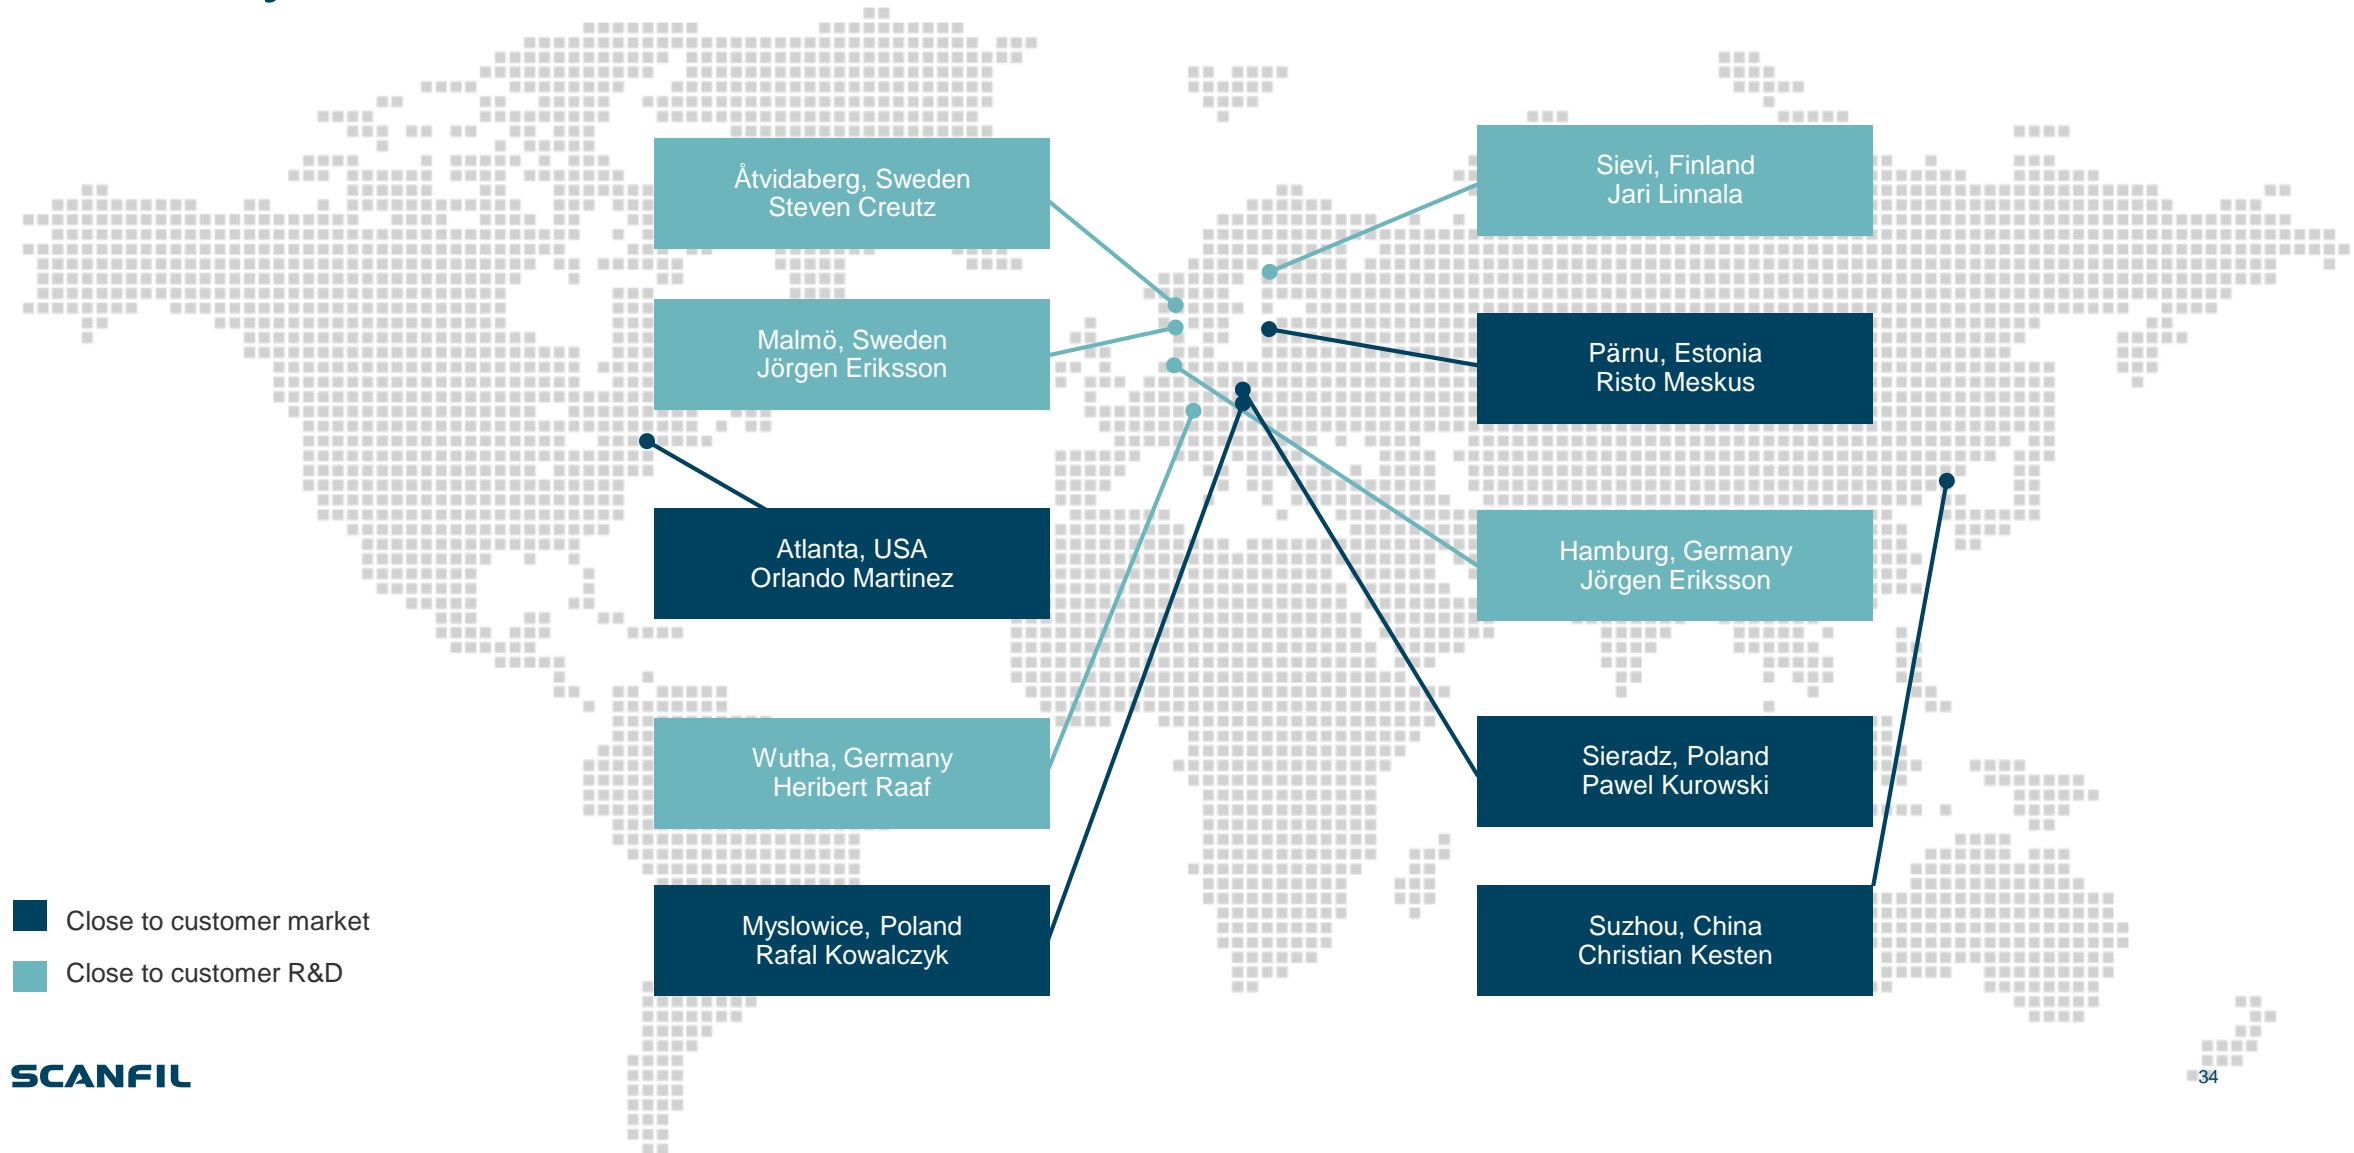 Åtvidaberg, Sweden
Steven Creutz
Sievi, Finland
Jari Linnala
Malmö, Sweden
Jörgen Eriksson
Pärnu, Estonia
Risto Meskus
Atlanta, USA
Orlando Martinez
Hamburg, Germany
Jörgen Eriksson
Wutha, Germany
Heribert Raaf
Sieradz, Poland
Pawel Kurowski
Myslowice, Poland
Rafal Kowalczyk
Suzhou, China
Christian Kesten
Close to customer market
Close to customer R&D
SCANFIL
34